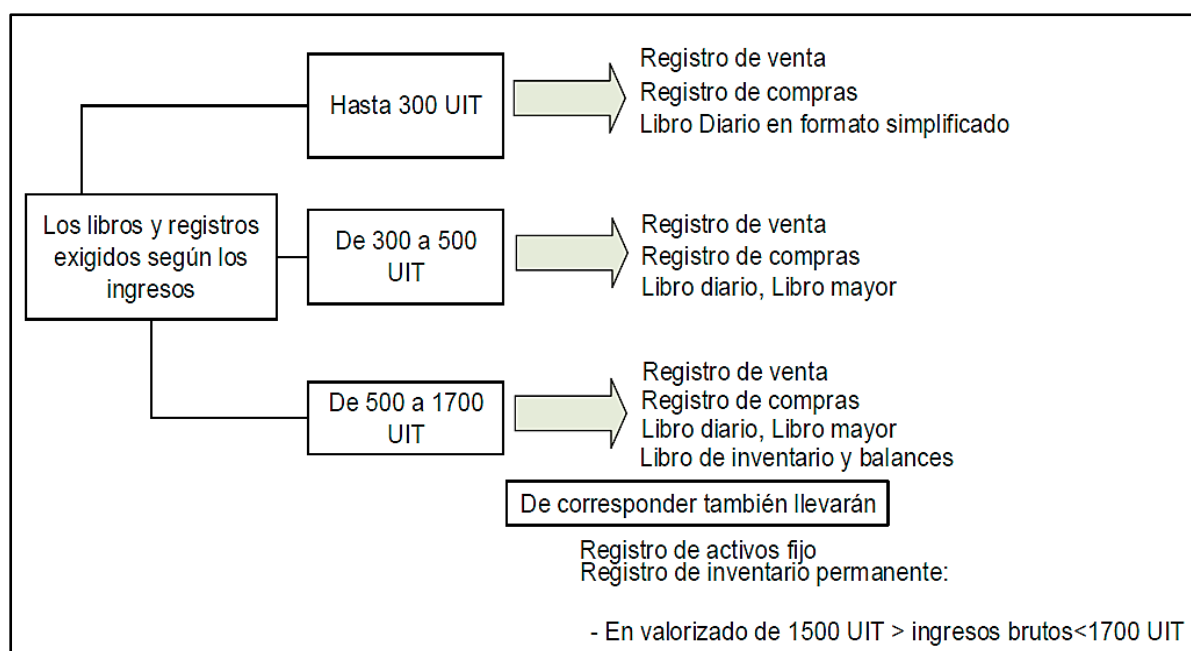 Los libros y registros
exigidos según los
ingresos
Hasta 300 UIT
Registro de venta
Registro de compras
Libro Diario en formato simplificado
De 300 a 500
UIT
Registro de venta
Registro de compras
Libro diario, Libro mayor
De 500 a 1700
UIT
Registro de venta
Registro de compras
Libro diario, Libro mayor
Libro de inventario y balances
De corresponder también llevarán
Registro de activos fijo
Registro de inventario permanente:
- En valorizado de 1500 UIT > ingresos brutos<1700 UIT